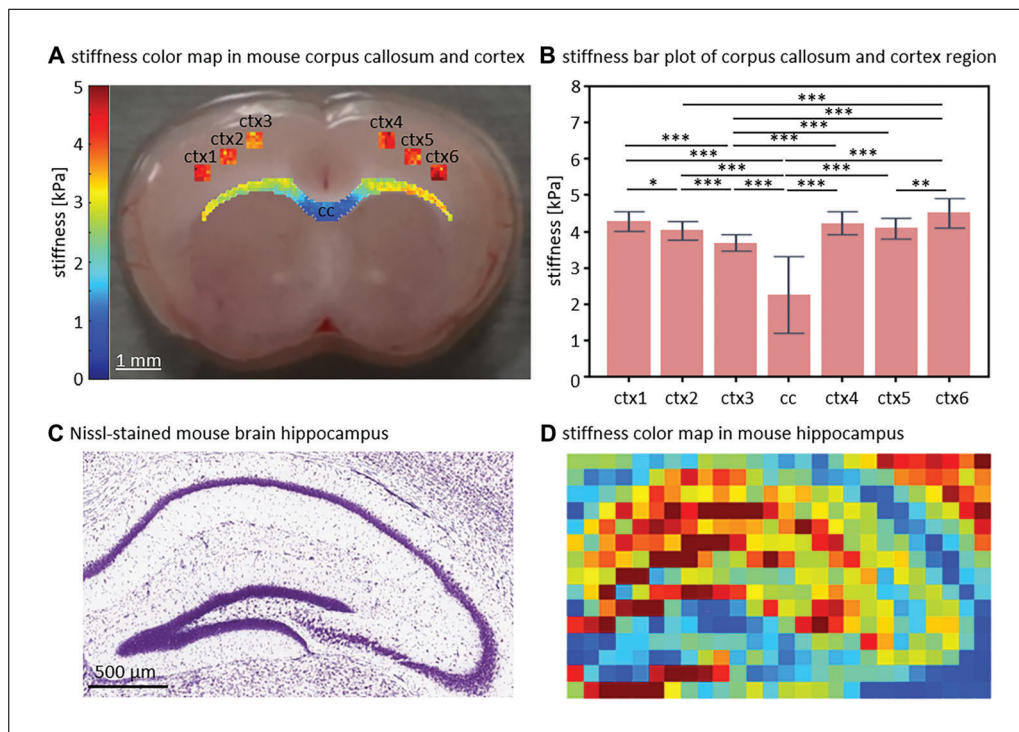 A stiffness color map in mouse corpus callosum and cortex
5
4
3
2
1
0
stiffness [kPa]
ctx3
ctx2
ctx1
ctx4
ctx5
ctx6
cc
1 mm
B stiffness bar plot of corpus callosum and cortex region
8
7
6
5
4
3
2
1
0
stiffness [kPa]
***
***
***
*** ***
*** ***
*** ***
* *** *** *** **
ctx1 ctx2 ctx3 cc ctx4 ctx5 ctx6
C Nissl-stained mouse brain hippocampus
500 µm
D stiffness color map in mouse hippocampus